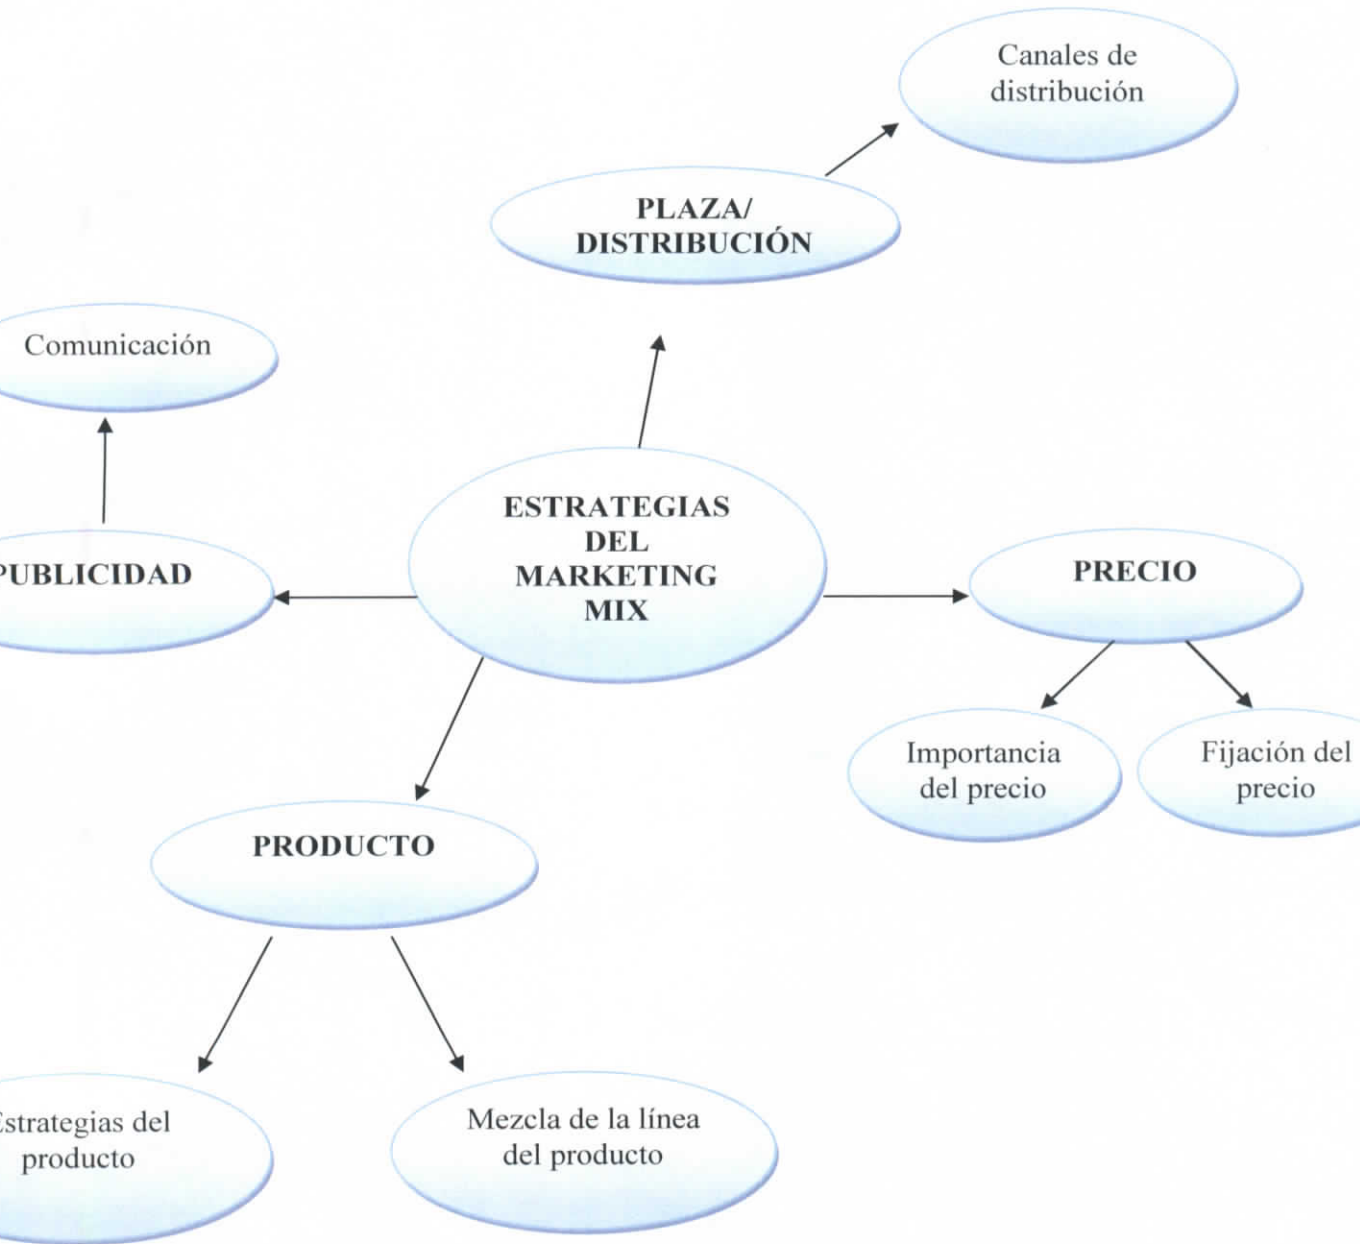 Canales de
distribución
PLAZA/
DISTRIBUCIÓN
Comunicación
ESTRATEGIAS
DEL
MARKETING
MIX
PUBLICIDAD
PRECIO
Importancia
del precio
Fijación del
precio
PRODUCTO
Estrategias del
producto
Mezcla de la línea
del producto